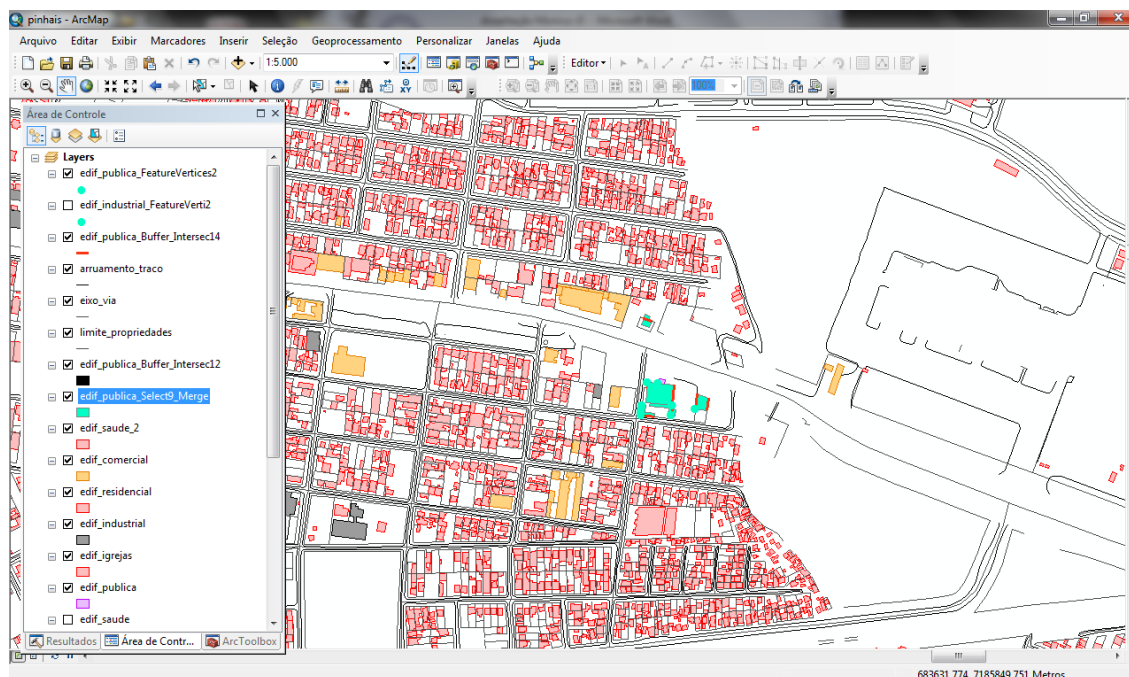 pinhais - ArcMap
Arquivo Editar Exibir Marcadores Inserir Seleção Geoprocessamento Personalizar Janelas Ajuda
1:5.000
Editor
100%
Área de Controle
Layers
edif_publica_FeatureVertices2
edif_industrial_FeatureVerti2
edif_publica_Buffer_Intersec14
arruamento_traco
eixo_via
limite_propriedades
edif_publica_Buffer_Intersec12
edif_publica_Select9_Merge
edif_saude_2
edif_comercial
edif_residencial
edif_industrial
edif_igrejas
edif_publica
edif_saude
Resultados Área de Contr... ArcToolbox
683631,774 7185849,751 Metros